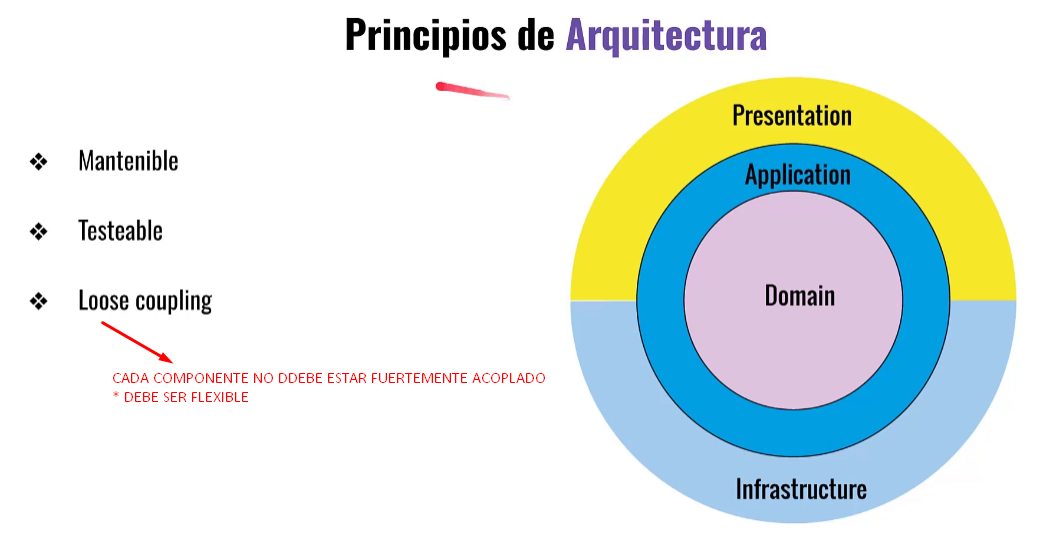 Principios de Arquitectura
❖ Mantenible
❖ Testeable
❖ Loose coupling
CADA COMPONENTE NO DDEBE ESTAR FUERTEMENTE ACOPLADO
* DEBE SER FLEXIBLE
Presentation
Application
Domain
Infrastructure